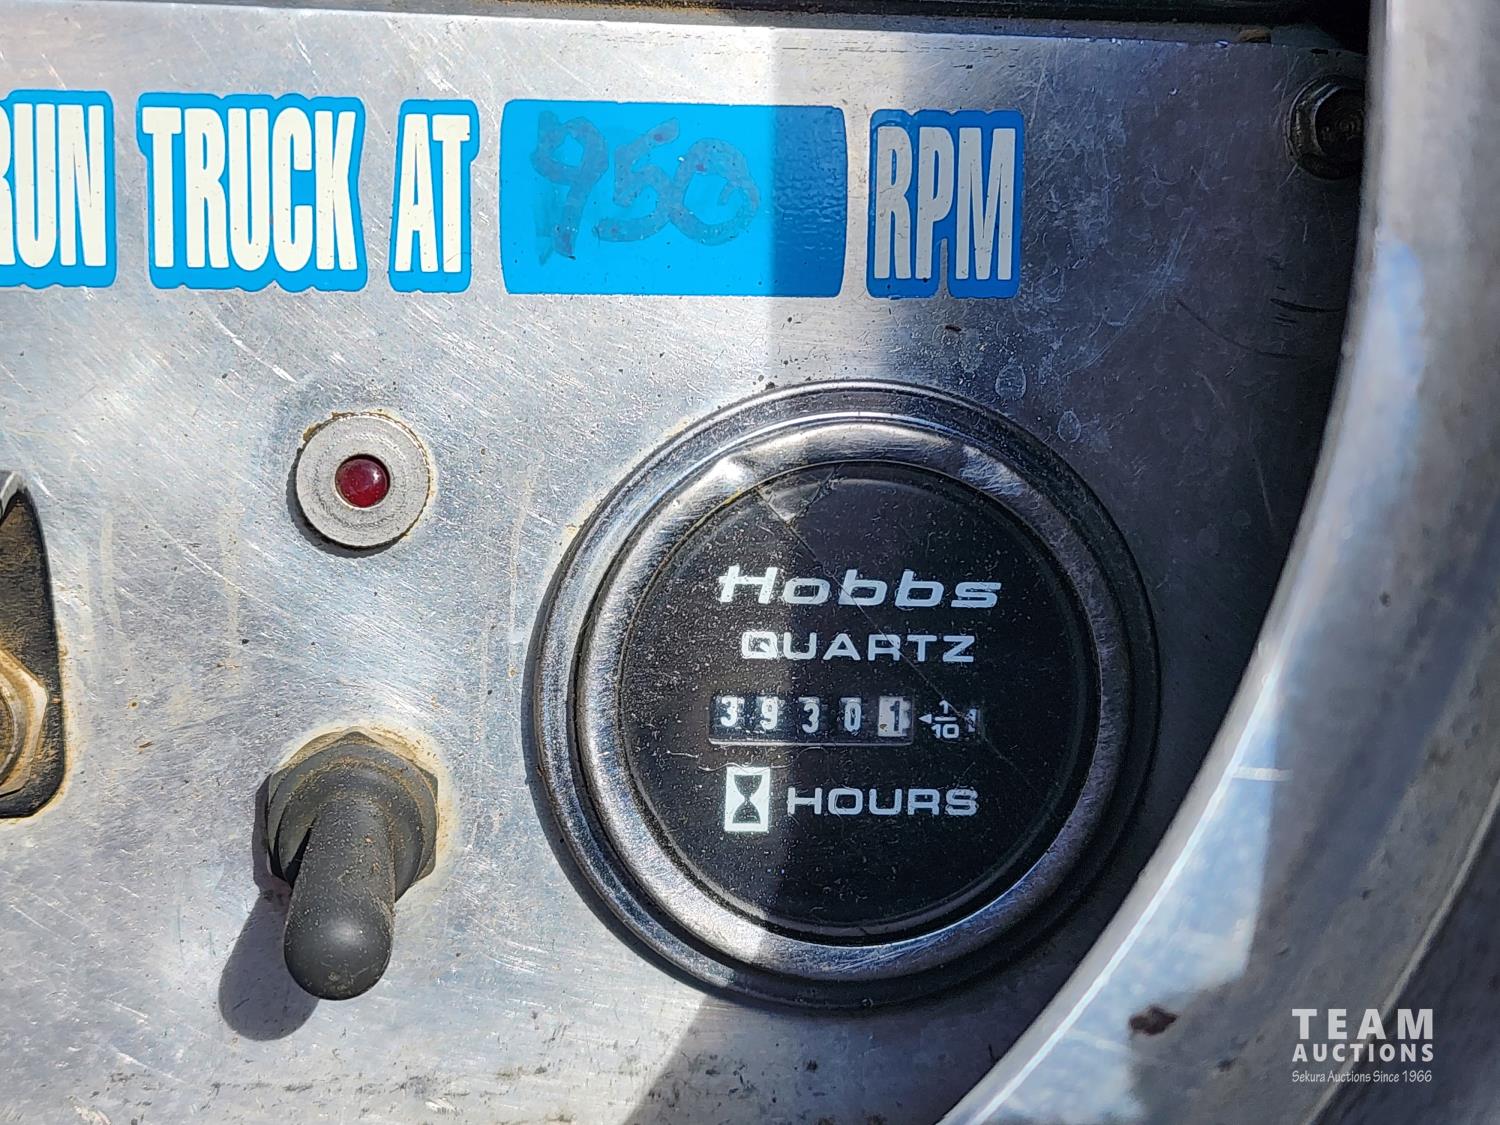 RUN TRUCK AT 950 RPM
Hobbs
QUARTZ
39301 1/10
HOURS
TEAM
AUCTIONS
Sekura Auctions Since 1966